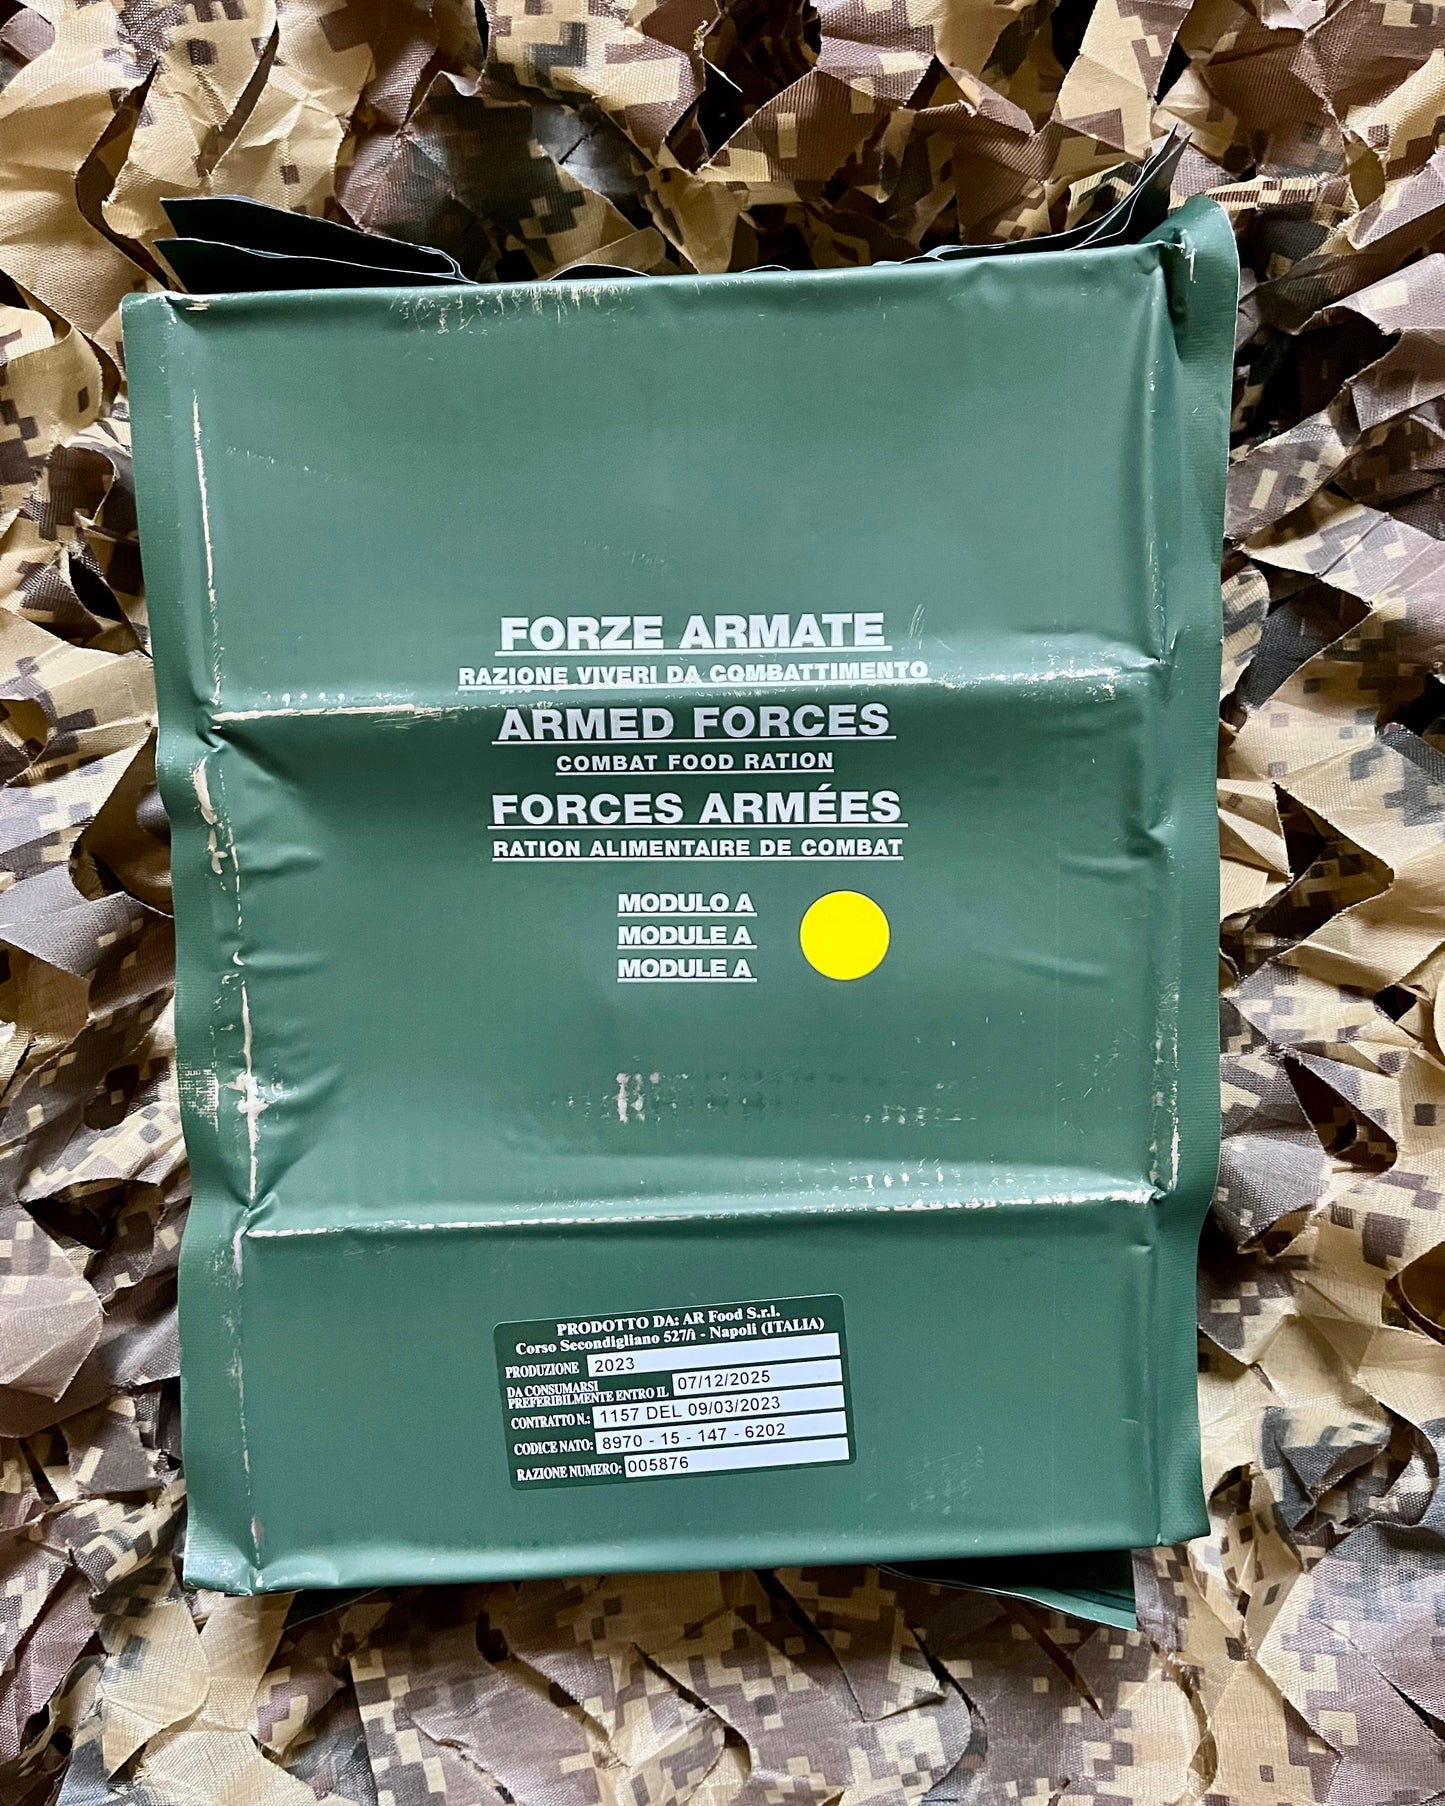 FORZE ARMATE
RAZIONE VIVERI DA COMBATTIMENTO
ARMED FORCES
COMBAT FOOD RATION
FORCES ARMÉES
RATION ALIMENTAIRE DE COMBAT
MODULO A
MODULE A
MODULE A
PRODOTTO DA: AR Food S.r.l.
Corso Secondigliano 527/i - Napoli (ITALIA)
PRODUZIONE 2023
DA CONSUMARSI
PREFERIBILMENTE ENTRO IL 07/12/2025
CONTRATTO N.: 1157 DEL 09/03/2023
CODICE NATO: 8970 - 15 - 147 - 6202
RAZIONE NUMERO: 005876